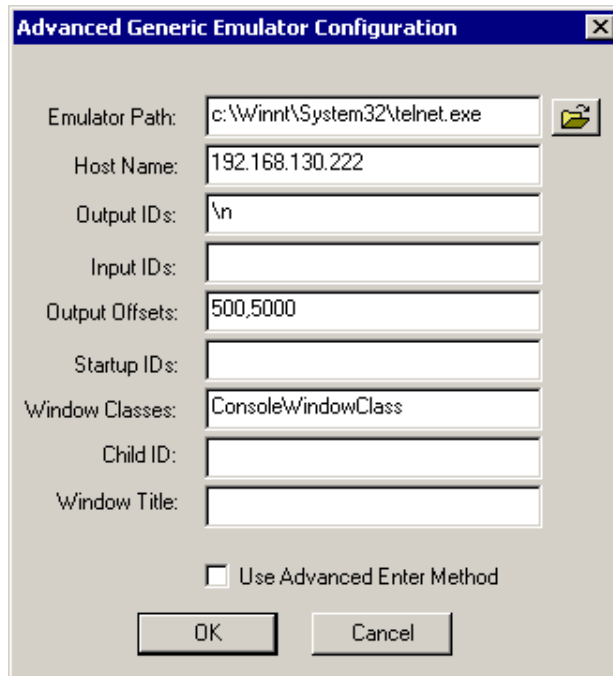 Advanced Generic Emulator Configuration
Emulator Path: c:\Winnt\System32\telnet.exe
Host Name: 192.168.130.222
Output IDs: \n
Input IDs:
Output Offsets: 500,5000
Startup IDs:
Window Classes: ConsoleWindowClass
Child ID:
Window Title:
Use Advanced Enter Method
OK Cancel